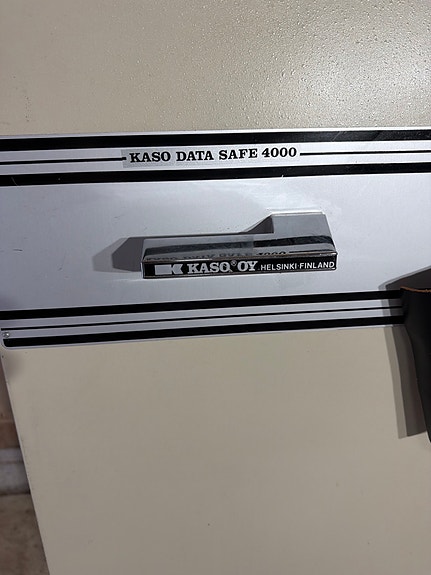 KASO DATA SAFE 4000
KASO® OY HELSINKI·FINLAND